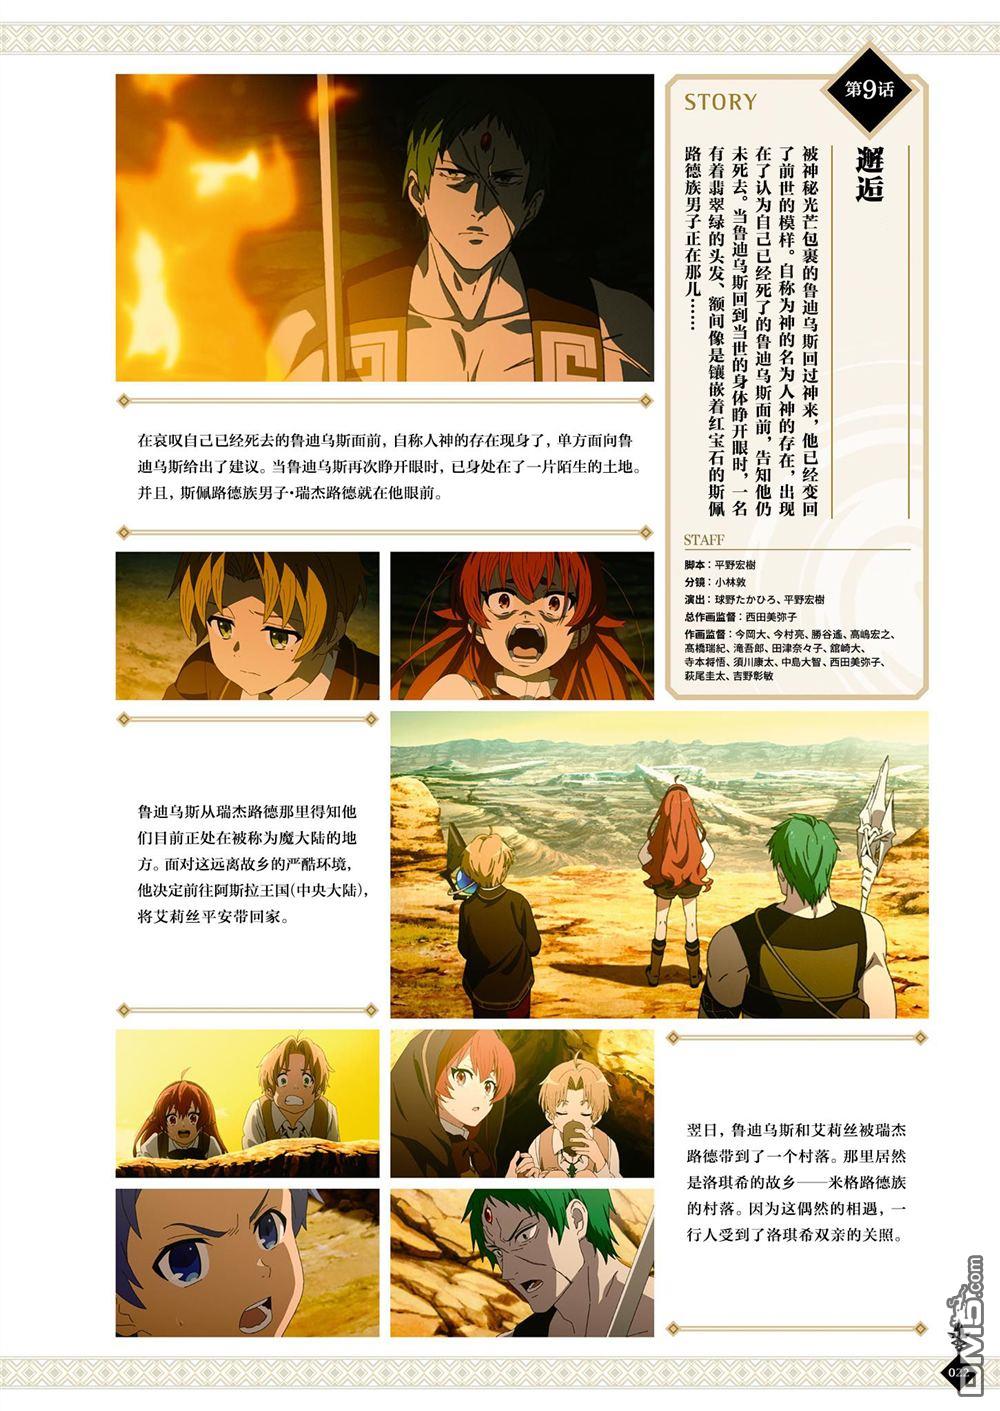 第9话
STORY
邂逅
被神秘光芒包裹的鲁迪乌斯回过神来，他已经变回
了前世的模样。自称为神的名为人神的存在，出现
在了认为自己已经死了的鲁迪乌斯面前，告知他仍
未死去。当鲁迪乌斯回到当世的身体睁开眼时，一名
有着翡翠绿的头发、额间像是镶嵌着红宝石的斯佩
路德族男子正在那儿……
STAFF
脚本：平野宏樹
分镜：小林敦
演出：球野たかひろ、平野宏樹
总作画监督：西田美弥子
作画监督：今岡大、今村亮、勝谷遙、高嶋宏之、
髙橋瑞紀、滝吾郎、田津奈々子、舘崎大、
寺本将悟、須川康太、中島大智、西田美弥子、
萩尾圭太、吉野彰敏
在哀叹自己已经死去的鲁迪乌斯面前，自称人神的存在现身了，单方面向鲁
迪乌斯给出了建议。当鲁迪乌斯再次睁开眼时，已身处在了一片陌生的土地。
并且，斯佩路德族男子·瑞杰路德就在他眼前。
鲁迪乌斯从瑞杰路德那里得知他
们目前正处在被称为魔大陆的地
方。面对这远离故乡的严酷环境，
他决定前往阿斯拉王国(中央大陆)，
将艾莉丝平安带回家。
翌日，鲁迪乌斯和艾莉丝被瑞杰
路德带到了一个村落。那里居然
是洛琪希的故乡——米格路德族
的村落。因为这偶然的相遇，一
行人受到了洛琪希双亲的关照。
DM5.com
022